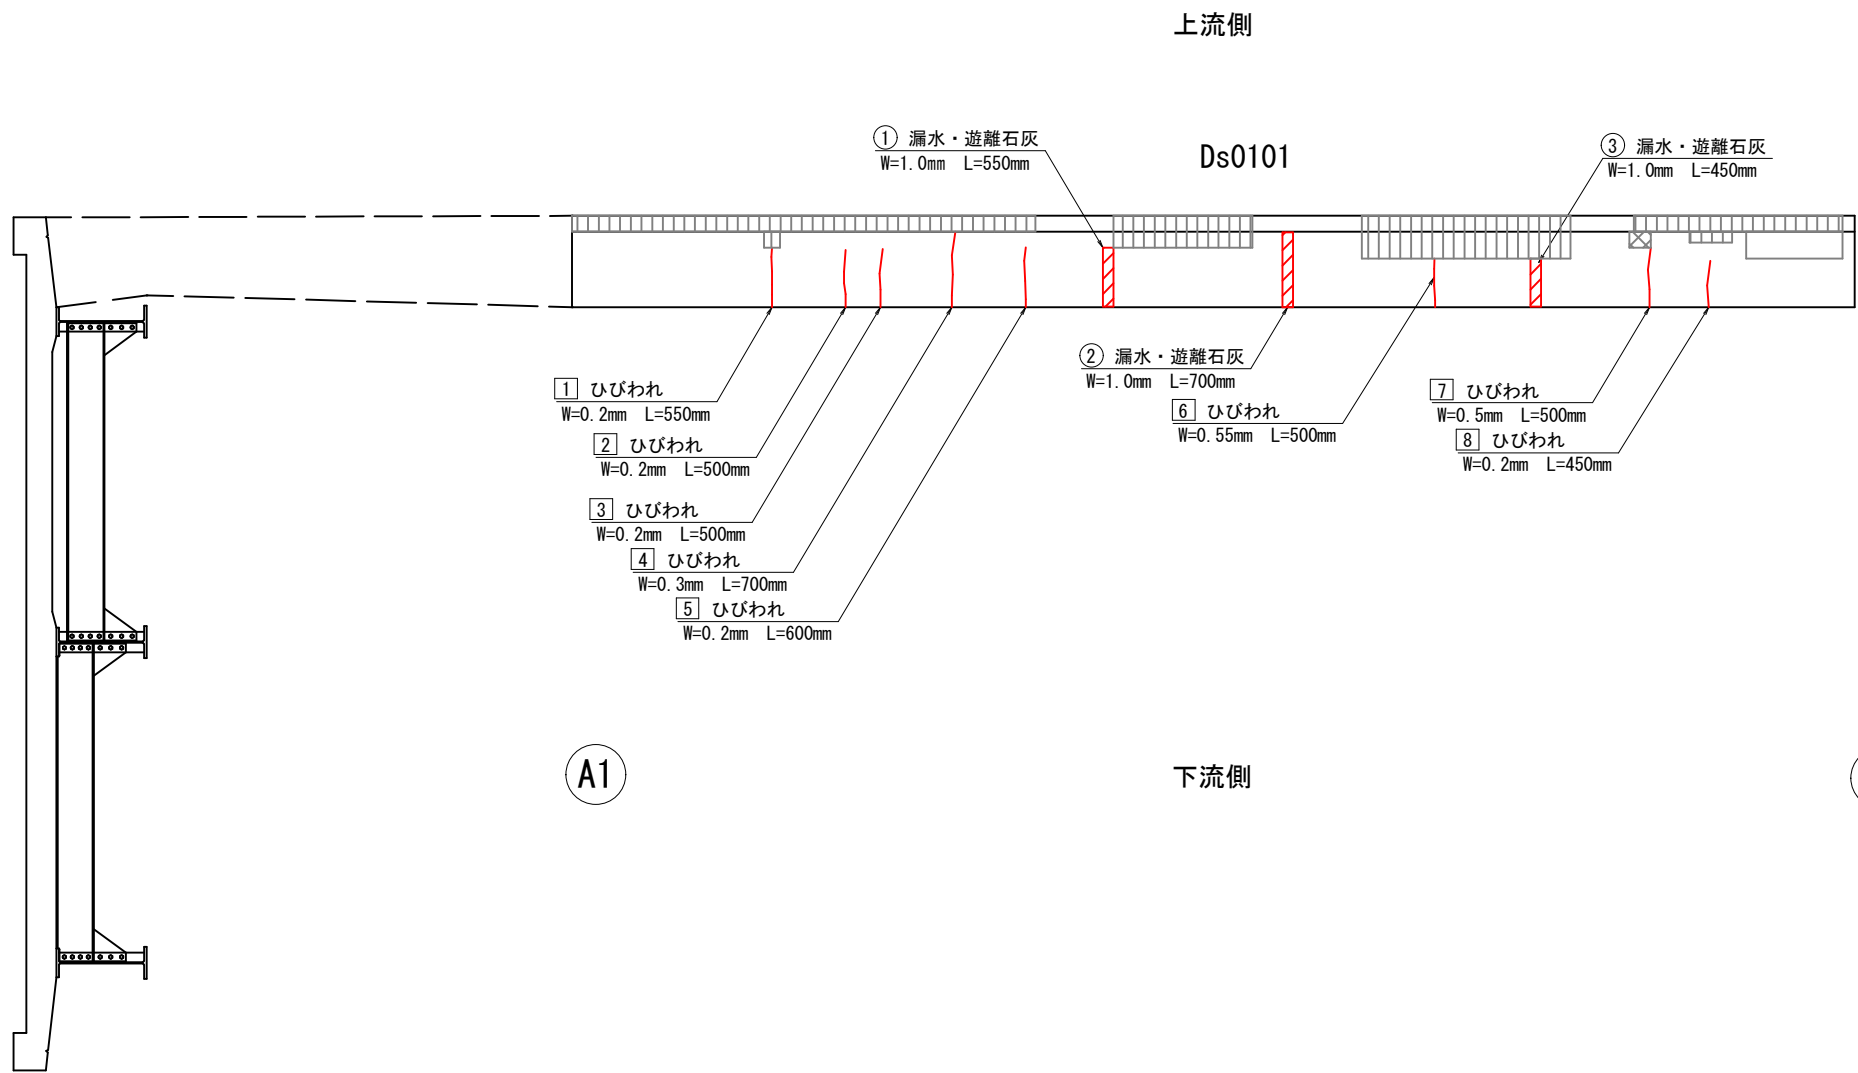 上流側
① 漏水・遊離石灰
W=1.0mm L=550mm
Ds0101
③ 漏水・遊離石灰
W=1.0mm L=450mm
② 漏水・遊離石灰
W=1.0mm L=700mm
1 ひびわれ
W=0.2mm L=550mm
2 ひびわれ
W=0.2mm L=500mm
3 ひびわれ
W=0.2mm L=500mm
4 ひびわれ
W=0.3mm L=700mm
5 ひびわれ
W=0.2mm L=600mm
6 ひびわれ
W=0.55mm L=500mm
7 ひびわれ
W=0.5mm L=500mm
8 ひびわれ
W=0.2mm L=450mm
A1
下流側